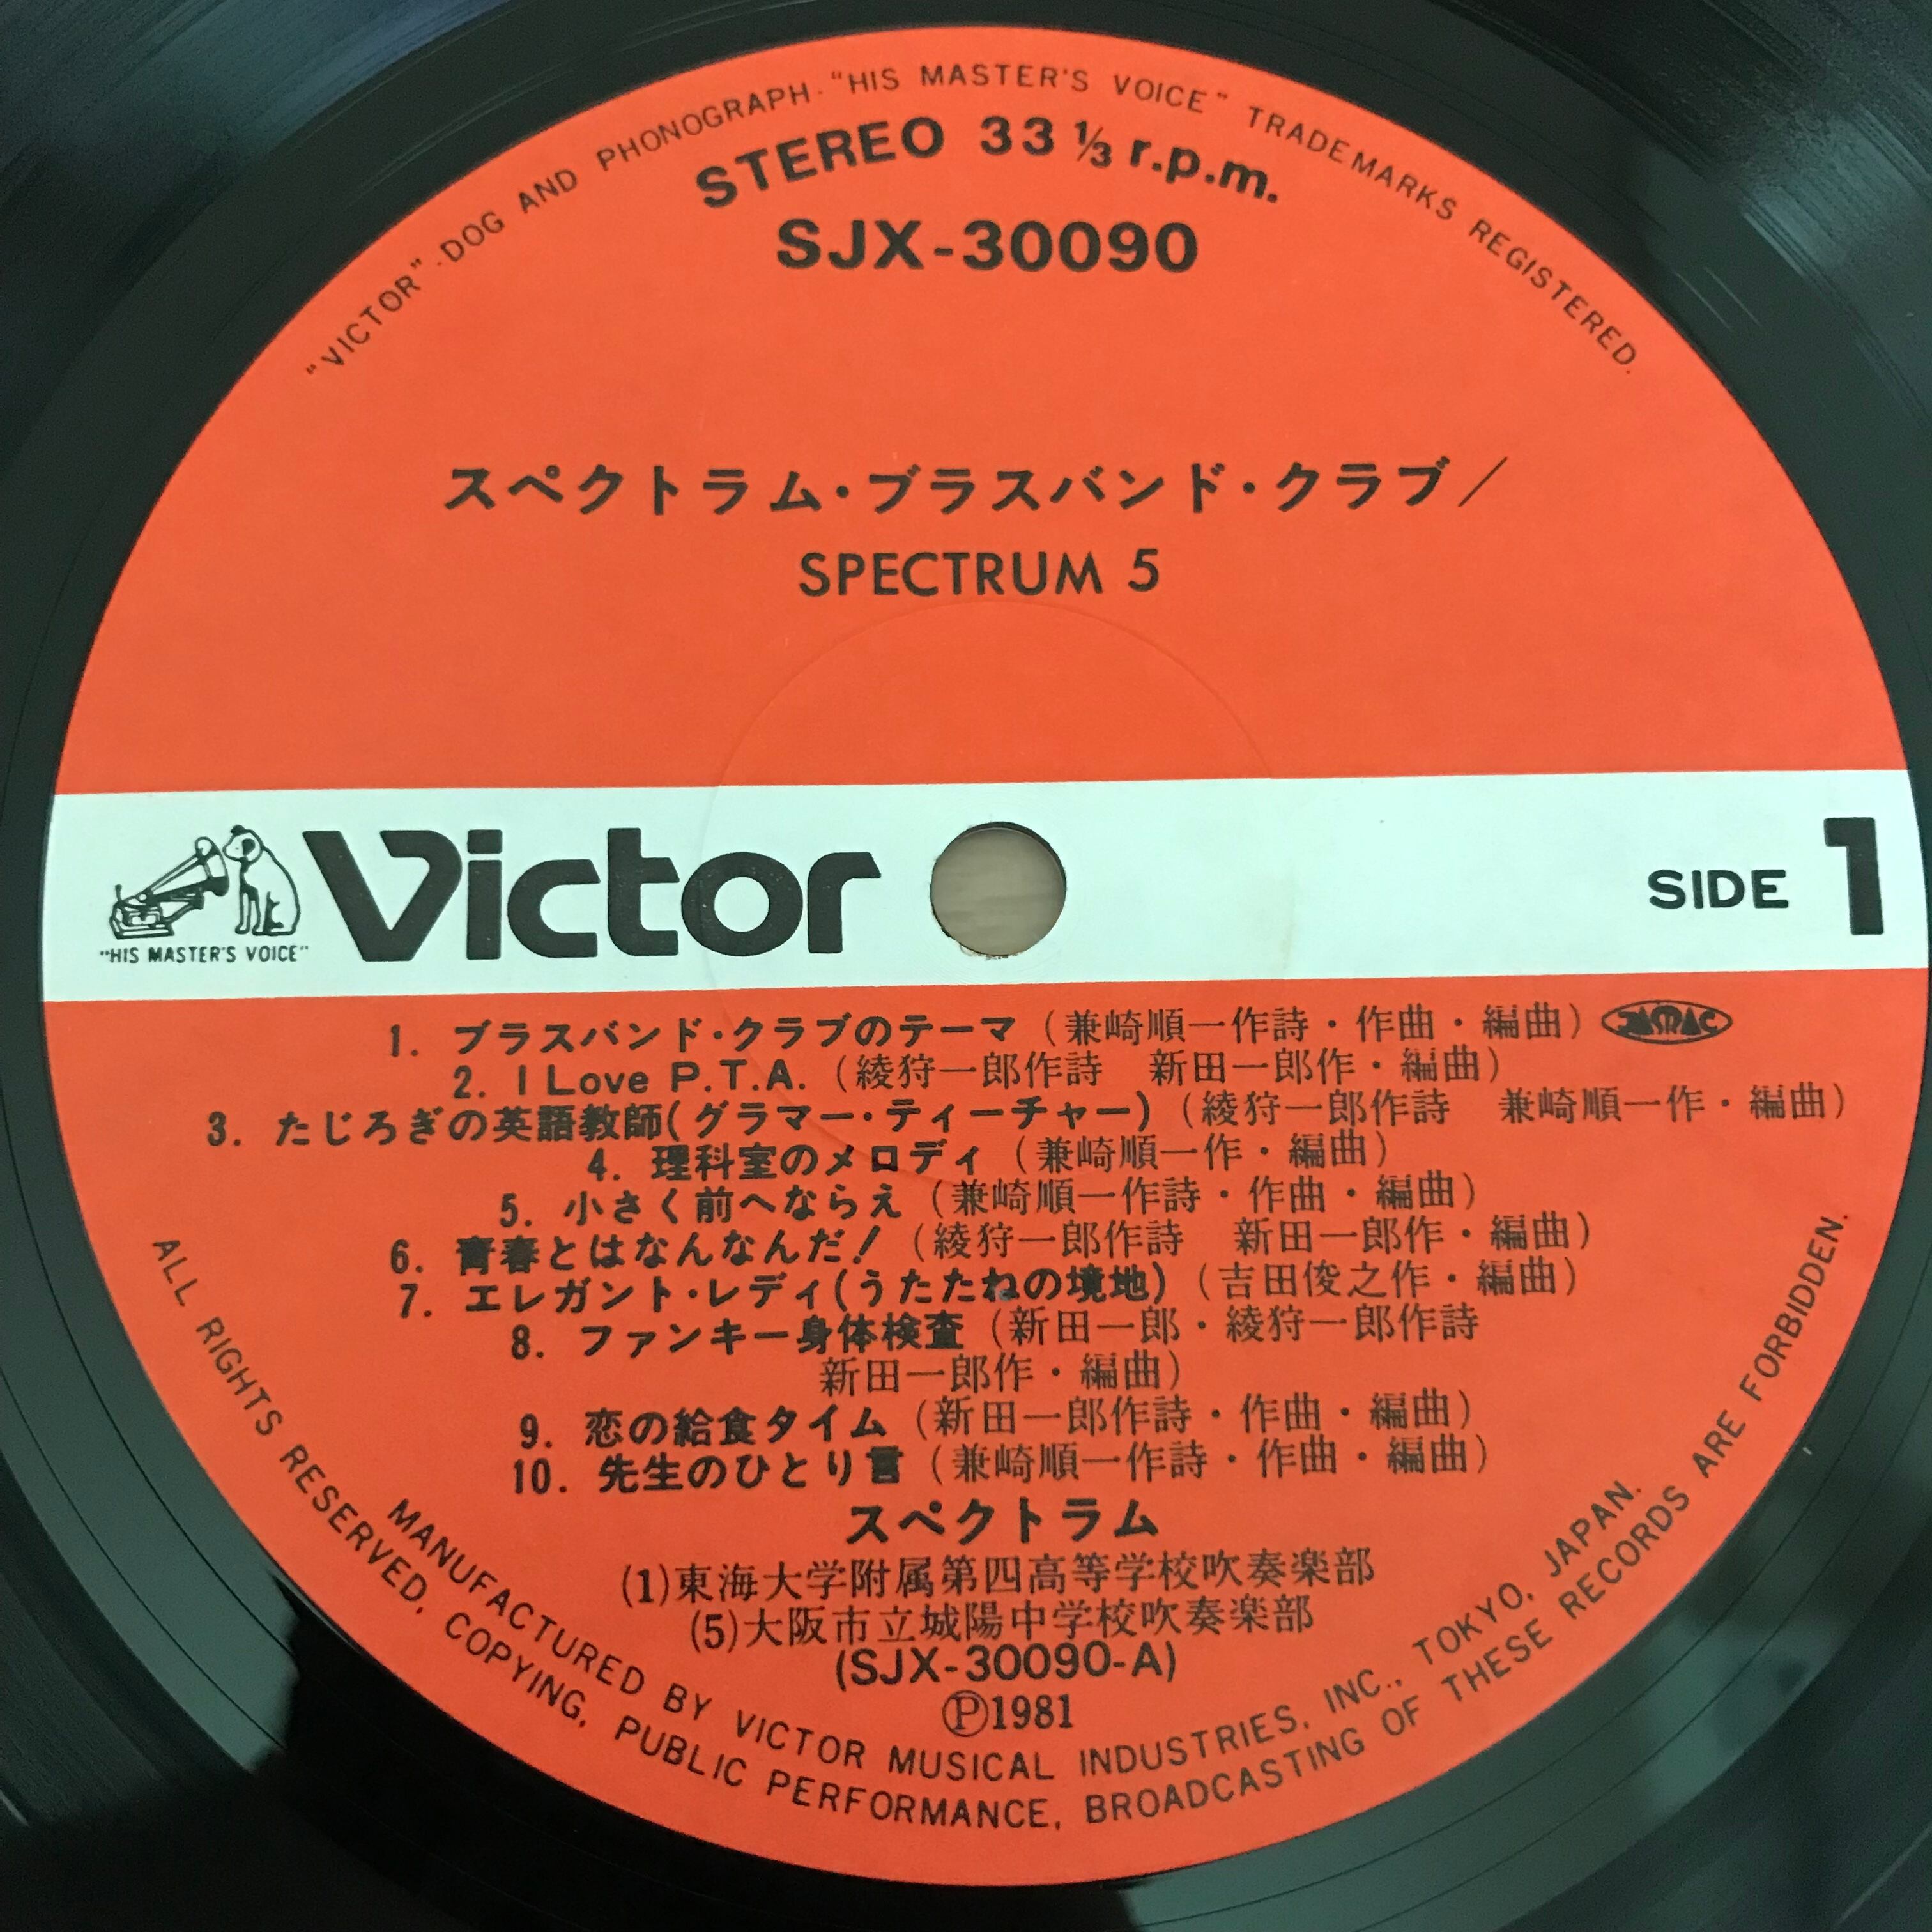 "VICTOR"-DOG AND PHONOGRAPH-"HIS MASTER'S VOICE" TRADEMARKS REGISTERED.
STEREO 33 ⅓ r.p.m.
SJX-30090
スペクトラム・ブラスバンド・クラブ／
SPECTRUM 5
Victor
"HIS MASTER'S VOICE"
SIDE 1
1. ブラスバンド・クラブのテーマ（兼崎順一作詩・作曲・編曲）JASRAC
2. I Love P.T.A.（綾狩一郎作詩　新田一郎作・編曲）
3. たじろぎの英語教師(グラマー・ティーチャー)（綾狩一郎作詩　兼崎順一作・編曲）
4. 理科室のメロディ（兼崎順一作・編曲）
5. 小さく前へならえ（兼崎順一作詩・作曲・編曲）
6. 青春とはなんなんだ！（綾狩一郎作詩　新田一郎作・編曲）
7. エレガント・レディ(うたたねの境地)（吉田俊之作・編曲）
8. ファンキー身体検査（新田一郎・綾狩一郎作詩
新田一郎作・編曲）
9. 恋の給食タイム（新田一郎作詩・作曲・編曲）
10. 先生のひとり言（兼崎順一作詩・作曲・編曲）
スペクトラム
(1)東海大学附属第四高等学校吹奏楽部
(5)大阪市立城陽中学校吹奏楽部
(SJX-30090-A)
Ⓟ1981
MANUFACTURED BY VICTOR MUSICAL INDUSTRIES, INC., TOKYO, JAPAN.
ALL RIGHTS RESERVED, COPYING, PUBLIC PERFORMANCE, BROADCASTING OF THESE RECORDS ARE FORBIDDEN.